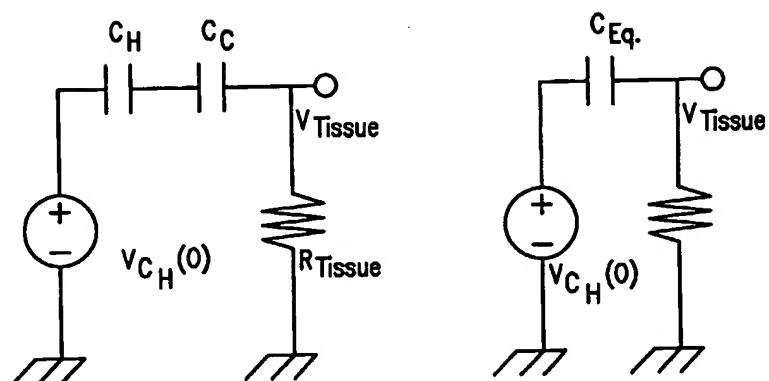 C_H C_C
V_Tissue
+
−
V_C_H(0)
R_Tissue
C_Eq.
V_Tissue
+
−
V_C_H(0)